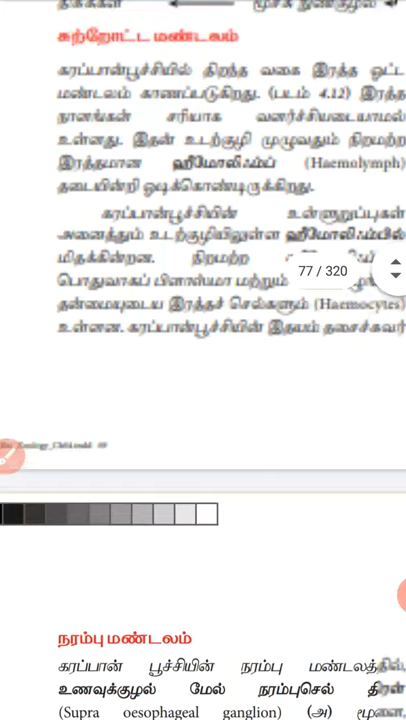 சுற்றோட்ட மண்டலம்
கரப்பான்பூச்சியில் திறந்த வகை இரத்த ஓட்ட
மண்டலம் காணப்படுகிறது. (படம் 4.12) இரத்த
நாளங்கள் சரியாக வளர்ச்சியடையாமல்
உள்ளது. இதன் உடற்குழி முழுவதும் நிறமற்ற
இரத்தமான ஹீமோலிம்ஃப் (Haemolymph)
தடையின்றி ஓடிக்கொண்டிருக்கிறது.
கரப்பான்பூச்சியின் உள்ளுறுப்புகள்
அனைத்தும் உடற்குழியிலுள்ள ஹீமோலிம்ஃபில்
மிதக்கின்றன. நிறமற்ற
77 / 320
பொதுவாகப் பிளாஸ்மா மற்றும்
தன்மையுடைய இரத்தச் செல்களும் (Haemocytes)
உள்ளன. கரப்பான்பூச்சியின் இதயம் தசைச்சுவர்
நரம்பு மண்டலம்
கரப்பான் பூச்சியின் நரம்பு மண்டலத்தில்,
உணவுக்குழல் மேல் நரம்புசெல் திரள்
(Supra oesophageal ganglion) (அ) மூளை,